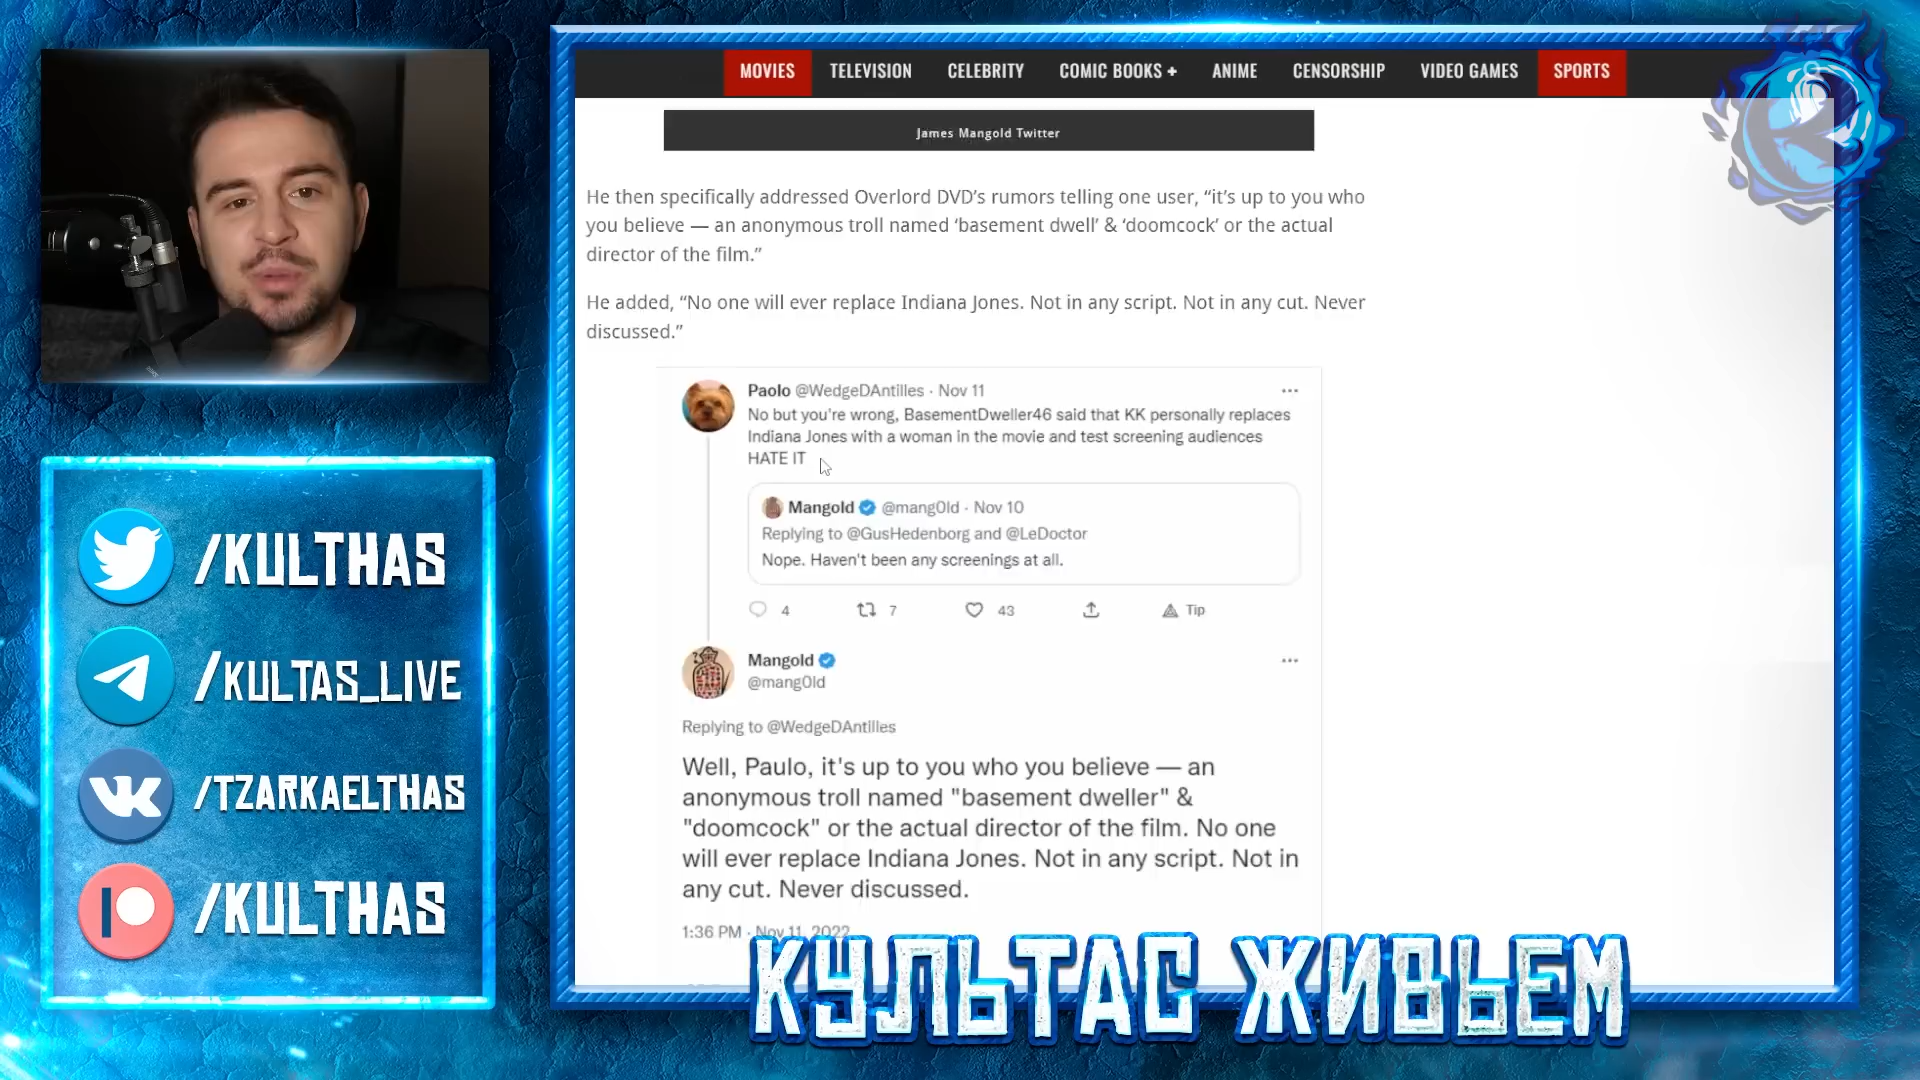 MOVIES TELEVISION CELEBRITY COMIC BOOKS + ANIME CENSORSHIP VIDEO GAMES SPORTS
James Mangold Twitter
He then specifically addressed Overlord DVD’s rumors telling one user, “it’s up to you who
you believe — an anonymous troll named ‘basement dwell’ & ‘doomcock’ or the actual
director of the film.”
He added, “No one will ever replace Indiana Jones. Not in any script. Not in any cut. Never
discussed.”
Paolo @WedgeDAntilles · Nov 11
No but you're wrong, BasementDweller46 said that KK personally replaces
Indiana Jones with a woman in the movie and test screening audiences
HATE IT
Mangold @mang0ld · Nov 10
Replying to @GusHedenborg and @LeDoctor
Nope. Haven't been any screenings at all.
4 7 43 Tip
Mangold
@mang0ld
Replying to @WedgeDAntilles
Well, Paulo, it's up to you who you believe — an
anonymous troll named "basement dweller" &
"doomcock" or the actual director of the film. No one
will ever replace Indiana Jones. Not in any script. Not in
any cut. Never discussed.
1:36 PM · Nov 11, 2022
/KULTHAS
/KULTAS_LIVE
/TZARKAELTHAS
/KULTHAS
КУЛЬТАС ЖИВЬЕМ